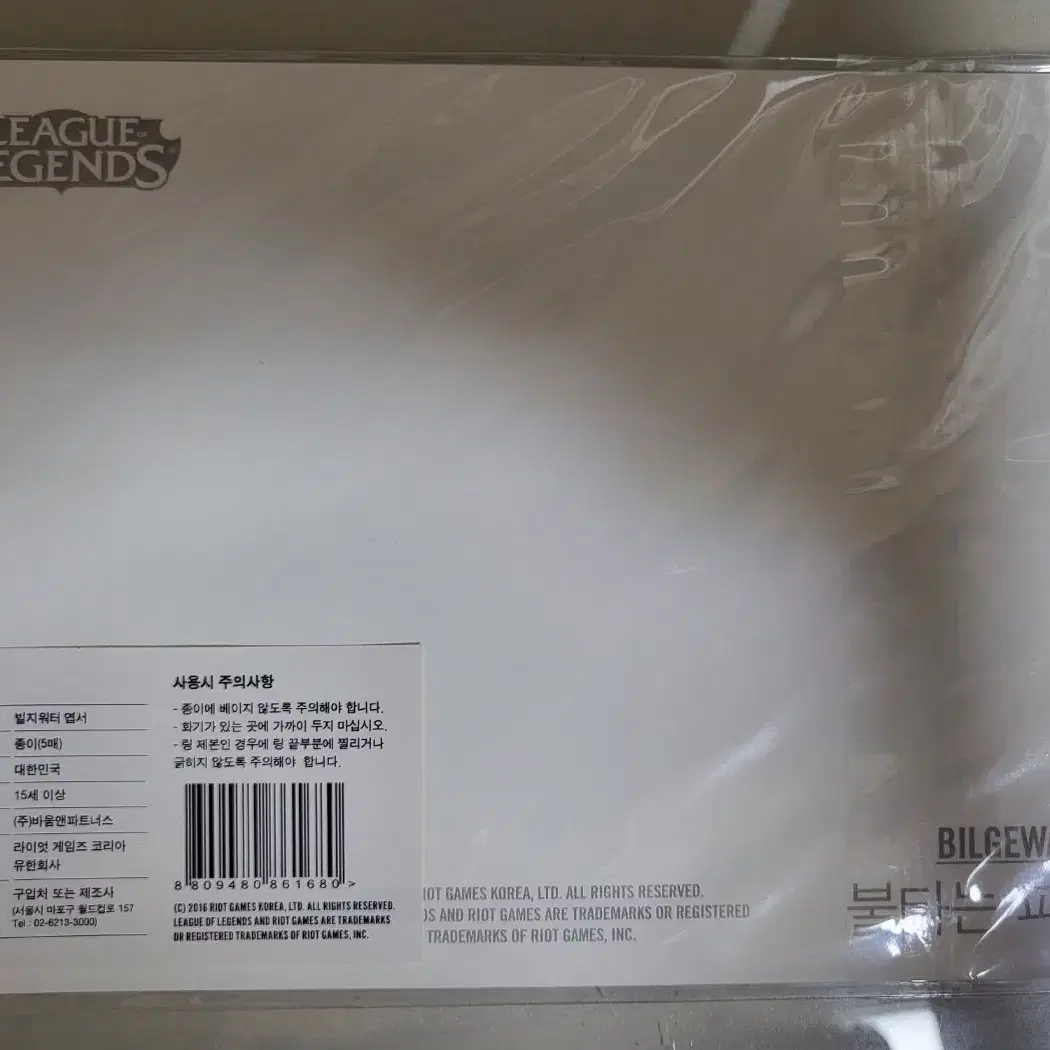 LEAGUE OF
LEGENDS
사용시 주의사항
- 종이에 베이지 않도록 주의해야 합니다.
- 화기가 있는 곳에 가까이 두지 마십시오.
- 링 제본인 경우에 링 끝부분에 찔리거나
긁히지 않도록 주의해야 합니다.
빌지워터 엽서
종이(5매)
대한민국
15세 이상
(주)바움앤파트너스
라이엇 게임즈 코리아
유한회사
구입처 또는 제조사
(서울시 마포구 월드컵로 157
Tel : 02-6213-3000)
8 809480 861680 >
(C) 2016 RIOT GAMES KOREA, LTD. ALL RIGHTS RESERVED.
LEAGUE OF LEGENDS AND RIOT GAMES ARE TRADEMARKS
OR REGISTERED TRADEMARKS OF RIOT GAMES, INC.
IOT GAMES KOREA, LTD. ALL RIGHTS RESERVED.
DS AND RIOT GAMES ARE TRADEMARKS OR REGISTERED
TRADEMARKS OF RIOT GAMES, INC.
BILGEWA
불타는